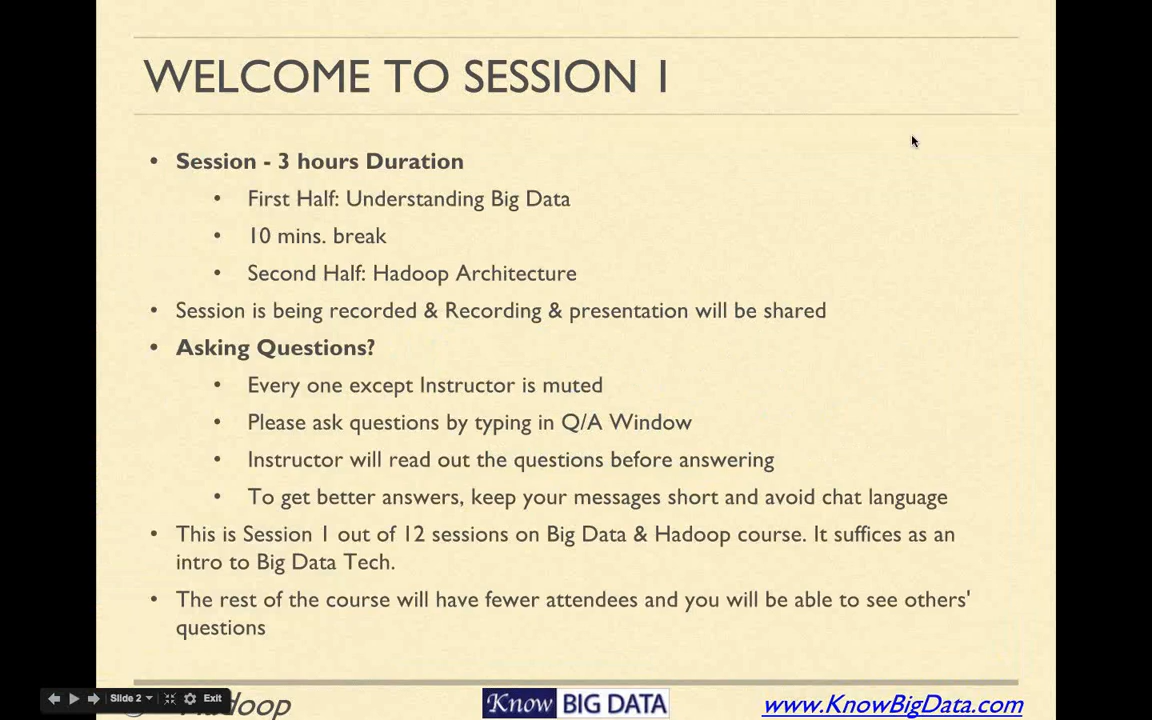 WELCOME TO SESSION 1
• Session - 3 hours Duration
• First Half: Understanding Big Data
• 10 mins. break
• Second Half: Hadoop Architecture
• Session is being recorded & Recording & presentation will be shared
• Asking Questions?
• Every one except Instructor is muted
• Please ask questions by typing in Q/A Window
• Instructor will read out the questions before answering
• To get better answers, keep your messages short and avoid chat language
• This is Session 1 out of 12 sessions on Big Data & Hadoop course. It suffices as an
intro to Big Data Tech.
• The rest of the course will have fewer attendees and you will be able to see others'
questions
Slide 2 Exit
Hadoop
Know BIG DATA
www.KnowBigData.com